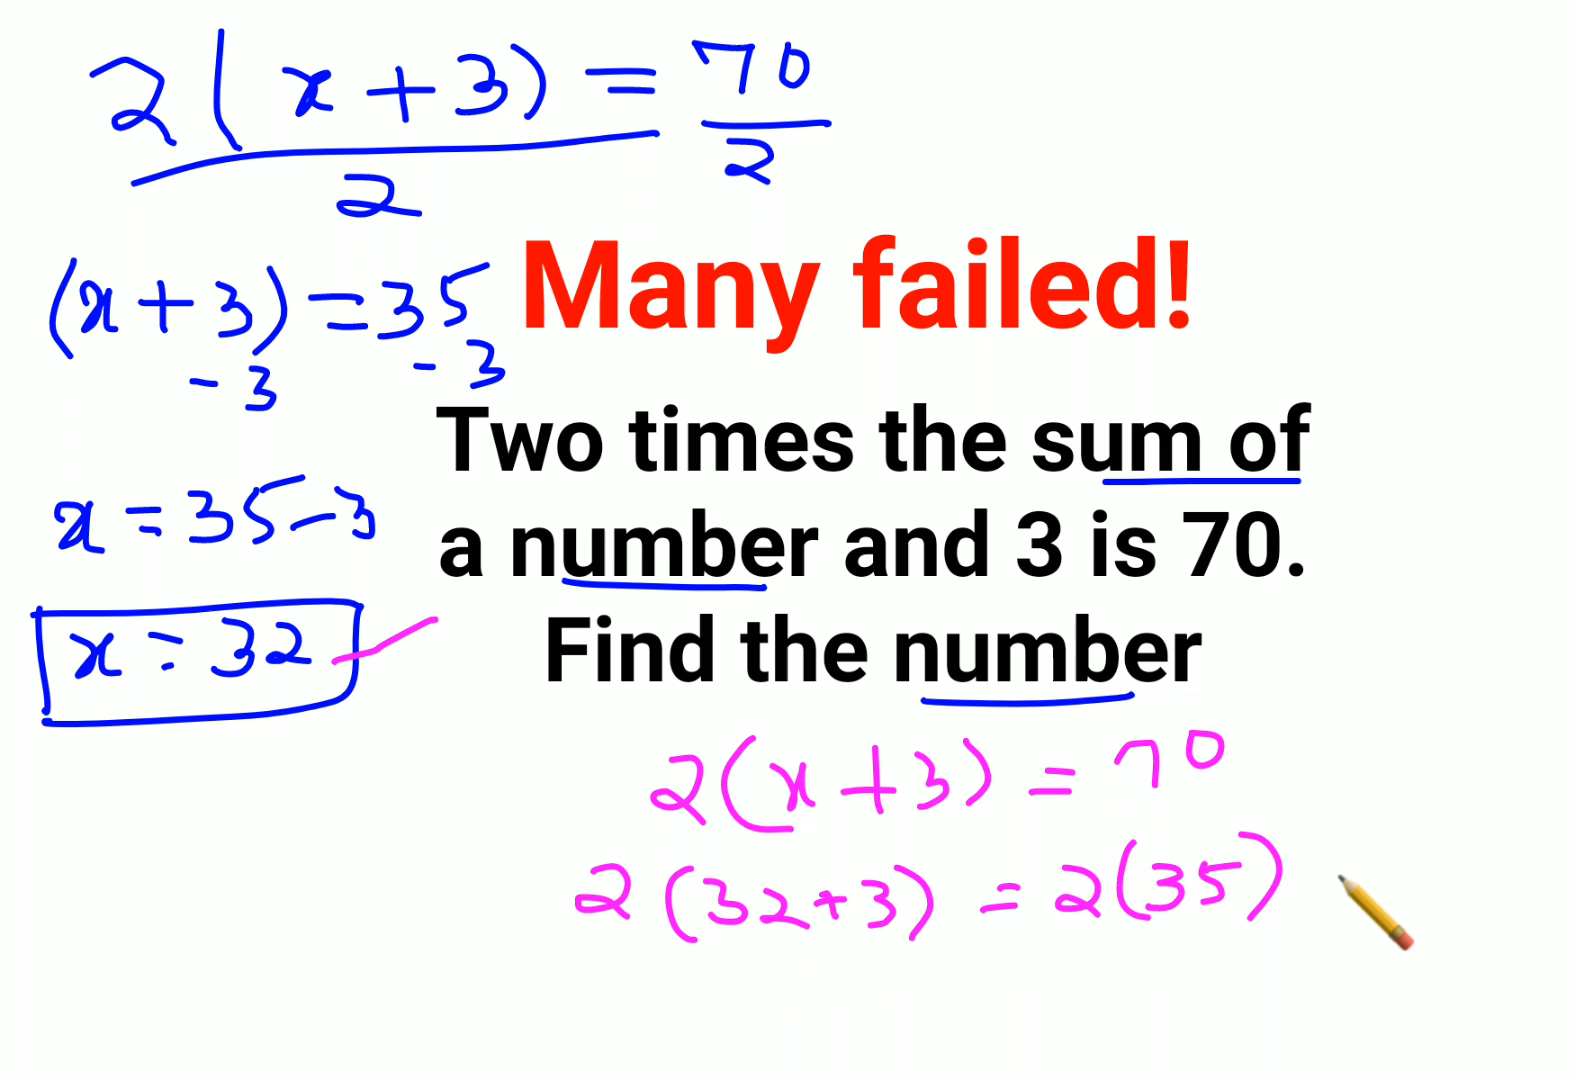 2(x+3) = 70
2 2
(x+3) = 35
-3 -3
x = 35-3
x = 32
Many failed!
Two times the sum of
a number and 3 is 70.
Find the number
2(x+3) = 70
2(32+3) = 2(35)